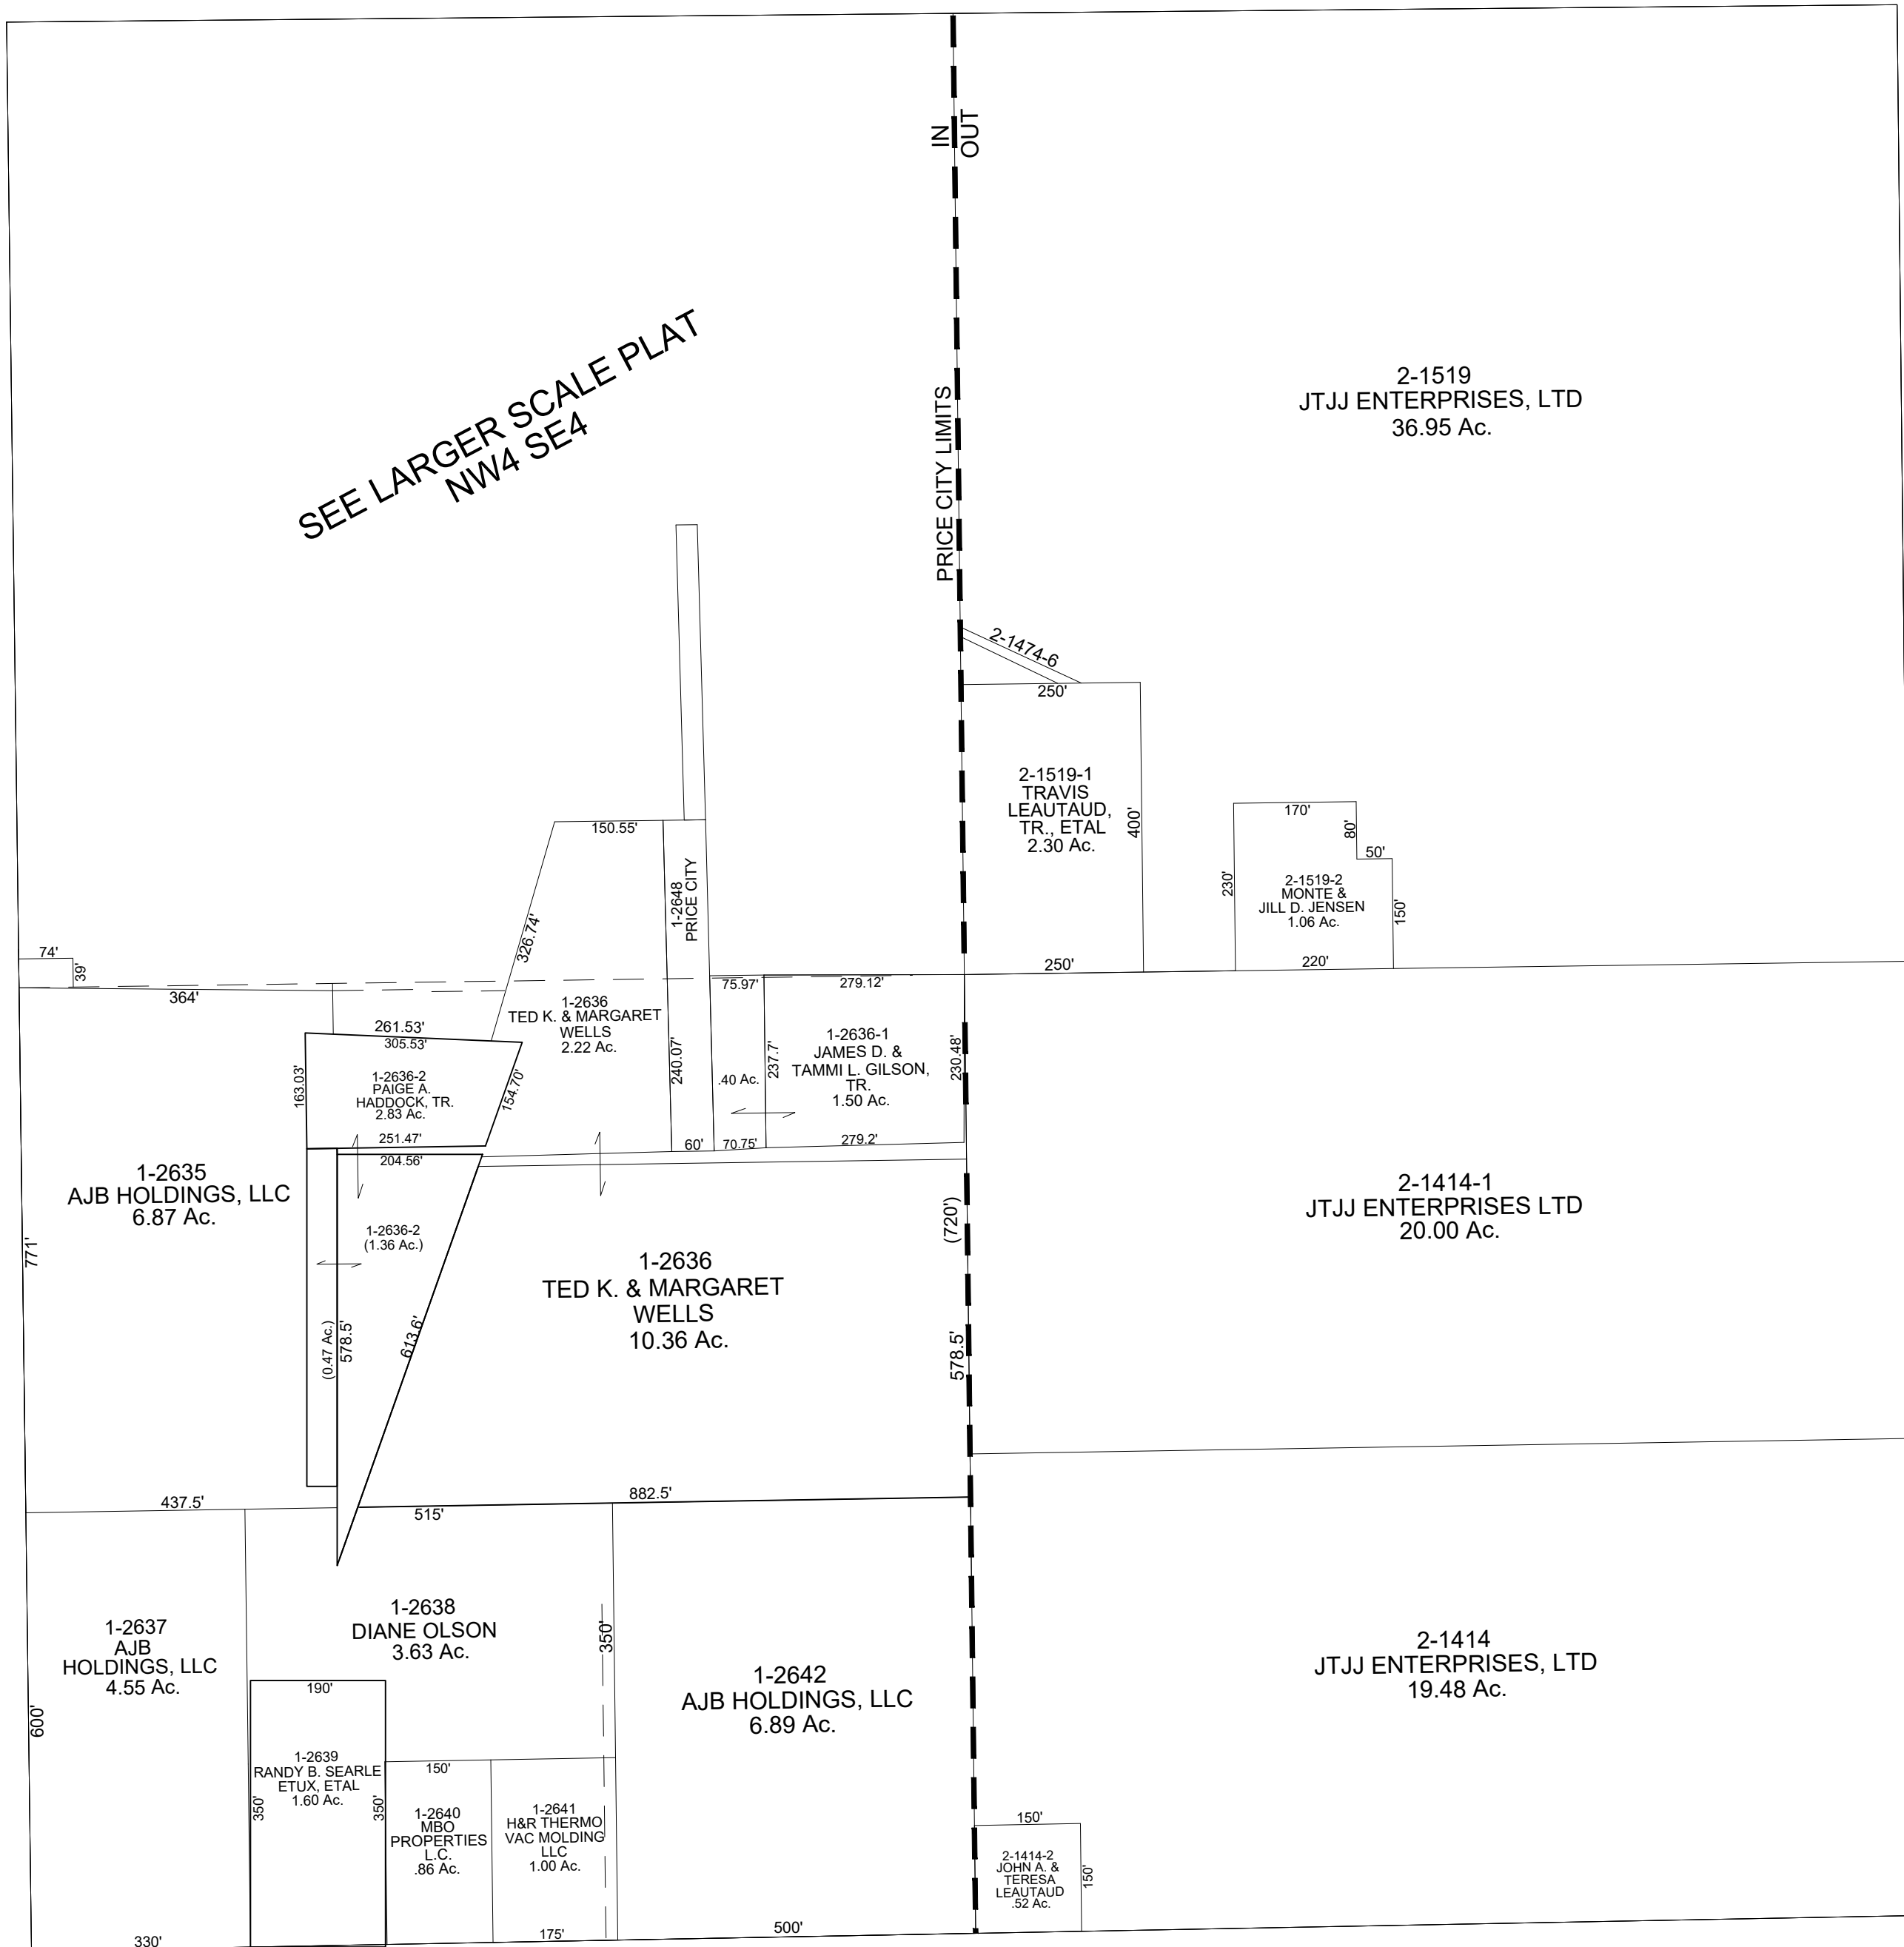 IN
OUT
SEE LARGER SCALE PLAT
NW4 SE4
PRICE CITY LIMITS
2-1519
JTJJ ENTERPRISES, LTD
36.95 Ac.
2-1474-6
250'
2-1519-1
TRAVIS
LEAUTAUD,
TR., ETAL
2.30 Ac.
400'
250'
170'
80'
50'
230'
2-1519-2
MONTE &
JILL D. JENSEN
1.06 Ac.
150'
220'
150.55'
326.74'
1-2648
PRICE CITY
74'
39'
364'
261.53'
305.53'
163.03'
1-2636-2
PAIGE A.
HADDOCK, TR.
2.83 Ac.
154.70'
251.47'
204.56'
1-2636
TED K. & MARGARET
WELLS
2.22 Ac.
240.07'
60'
75.97'
.40 Ac.
237.7'
70.75'
279.12'
1-2636-1
JAMES D. &
TAMMI L. GILSON,
TR.
1.50 Ac.
230.48'
279.2'
1-2635
AJB HOLDINGS, LLC
6.87 Ac.
771'
1-2636-2
(1.36 Ac.)
(0.47 Ac.)
578.5'
613.6'
1-2636
TED K. & MARGARET
WELLS
10.36 Ac.
(720')
578.5'
2-1414-1
JTJJ ENTERPRISES LTD
20.00 Ac.
437.5'
515'
882.5'
1-2637
AJB
HOLDINGS, LLC
4.55 Ac.
600'
330'
1-2638
DIANE OLSON
3.63 Ac.
350'
190'
1-2639
RANDY B. SEARLE
ETUX, ETAL
1.60 Ac.
350'
350'
150'
1-2640
MBO
PROPERTIES
L.C.
.86 Ac.
1-2641
H&R THERMO
VAC MOLDING
LLC
1.00 Ac.
175'
1-2642
AJB HOLDINGS, LLC
6.89 Ac.
500'
2-1414
JTJJ ENTERPRISES, LTD
19.48 Ac.
150'
2-1414-2
JOHN A. &
TERESA
LEAUTAUD
.52 Ac.
150'